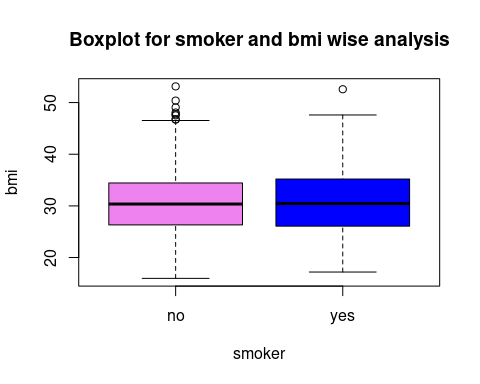 Boxplot for smoker and bmi wise analysis
50
40
30
20
bmi
no yes
smoker